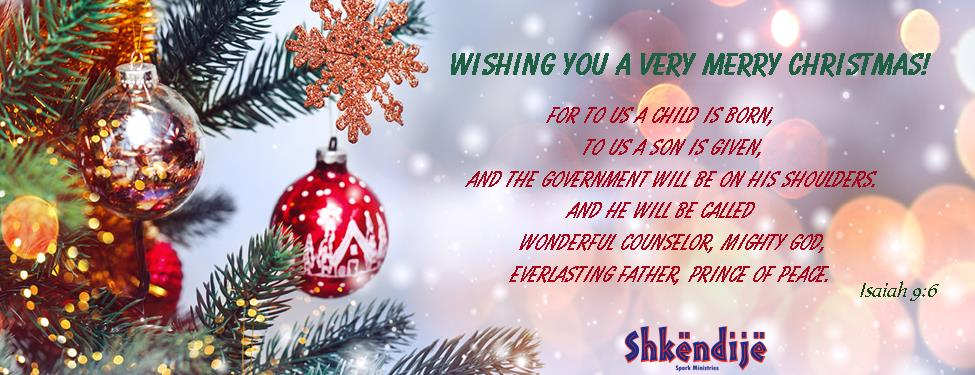 WISHING YOU A VERY MERRY CHRISTMAS!
FOR TO US A CHILD IS BORN,
TO US A SON IS GIVEN,
AND THE GOVERNMENT WILL BE ON HIS SHOULDERS.
AND HE WILL BE CALLED
WONDERFUL COUNSELOR, MIGHTY GOD,
EVERLASTING FATHER, PRINCE OF PEACE.
Isaiah 9:6
Shkëndijë
Spark Ministries